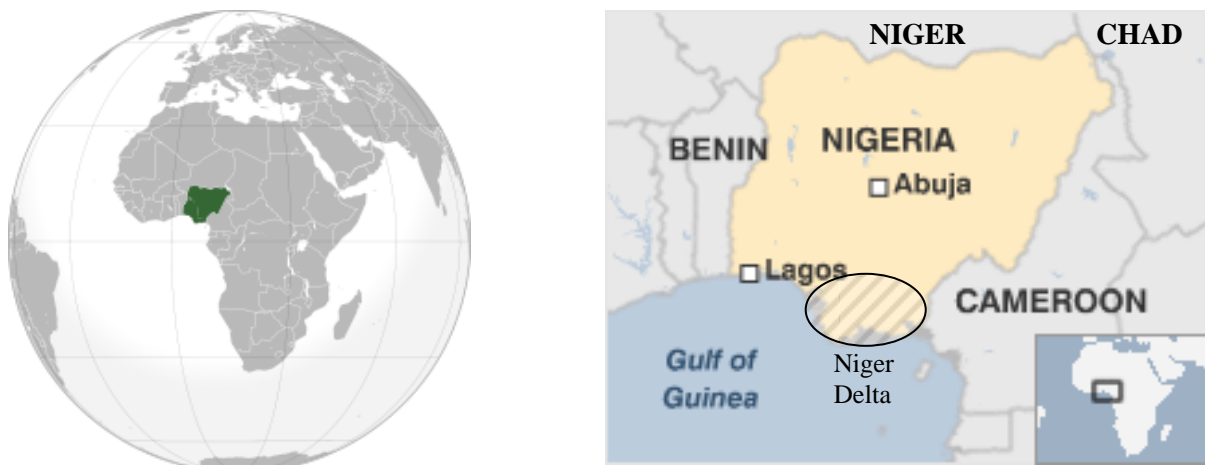 NIGER
CHAD
BENIN
NIGERIA
Abuja
Lagos
CAMEROON
Gulf of
Guinea
Niger
Delta